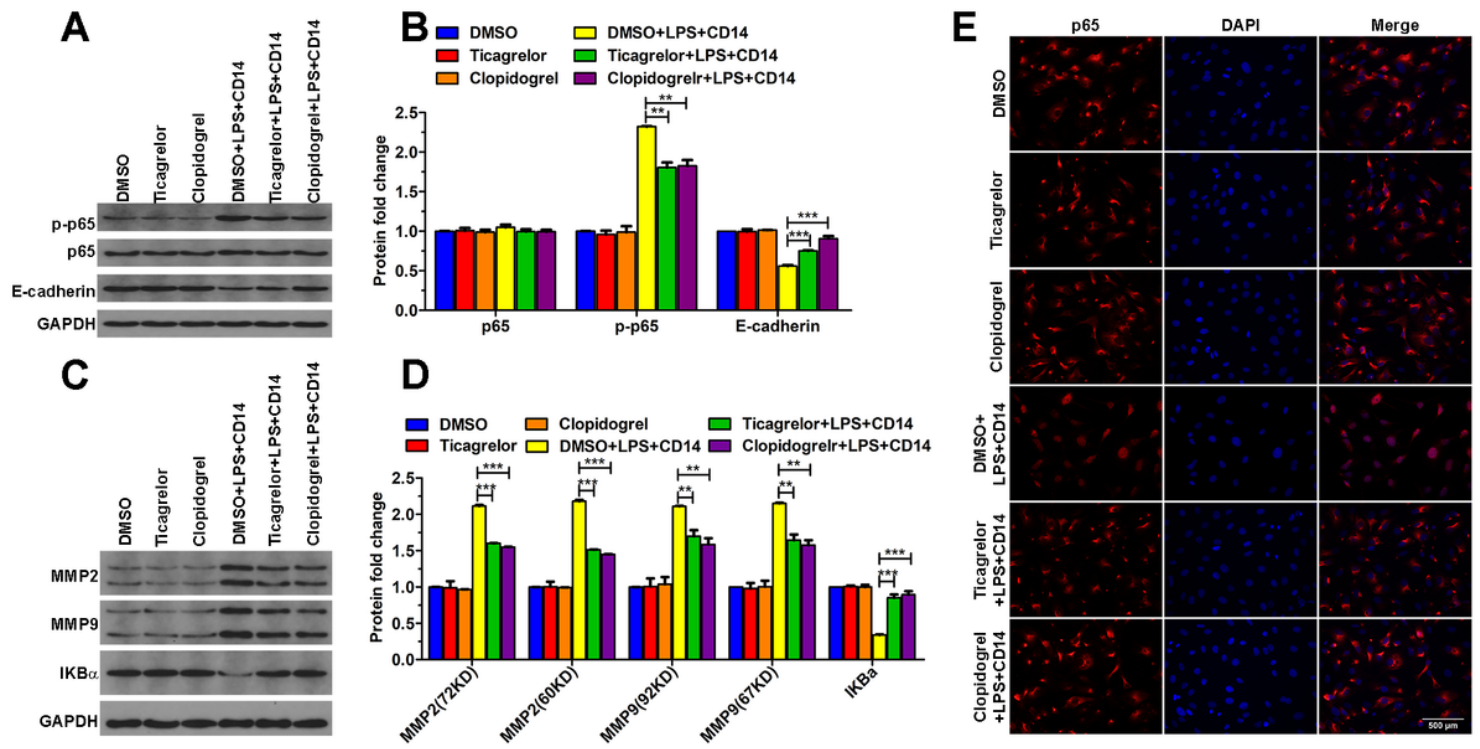 A
DMSO
Ticagrelor
Clopidogrel
DMSO+LPS+CD14
Ticagrelor+LPS+CD14
Clopidogrel+LPS+CD14
p-p65
p65
E-cadherin
GAPDH
B
DMSO
Ticagrelor
Clopidogrel
DMSO+LPS+CD14
Ticagrelor+LPS+CD14
Clopidogrelr+LPS+CD14
Protein fold change
2.5
2.0
1.5
1.0
0.5
0.0
**
**
***
***
p65
p-p65
E-cadherin
C
DMSO
Ticagrelor
Clopidogrel
DMSO+LPS+CD14
Ticagrelor+LPS+CD14
Clopidogrel+LPS+CD14
MMP2
MMP9
IKBα
GAPDH
D
DMSO
Ticagrelor
Clopidogrel
DMSO+LPS+CD14
Ticagrelor+LPS+CD14
Clopidogrelr+LPS+CD14
Protein fold change
2.5
2.0
1.5
1.0
0.5
0.0
***
***
***
***
**
**
**
**
***
***
MMP2(72KD)
MMP2(60KD)
MMP9(92KD)
MMP9(67KD)
IKBa
E
p65
DAPI
Merge
DMSO
Ticagrelor
Clopidogrel
DMSO+
LPS+CD14
Ticagrelor
+LPS+CD14
Clopidogrel
+LPS+CD14
500 μm